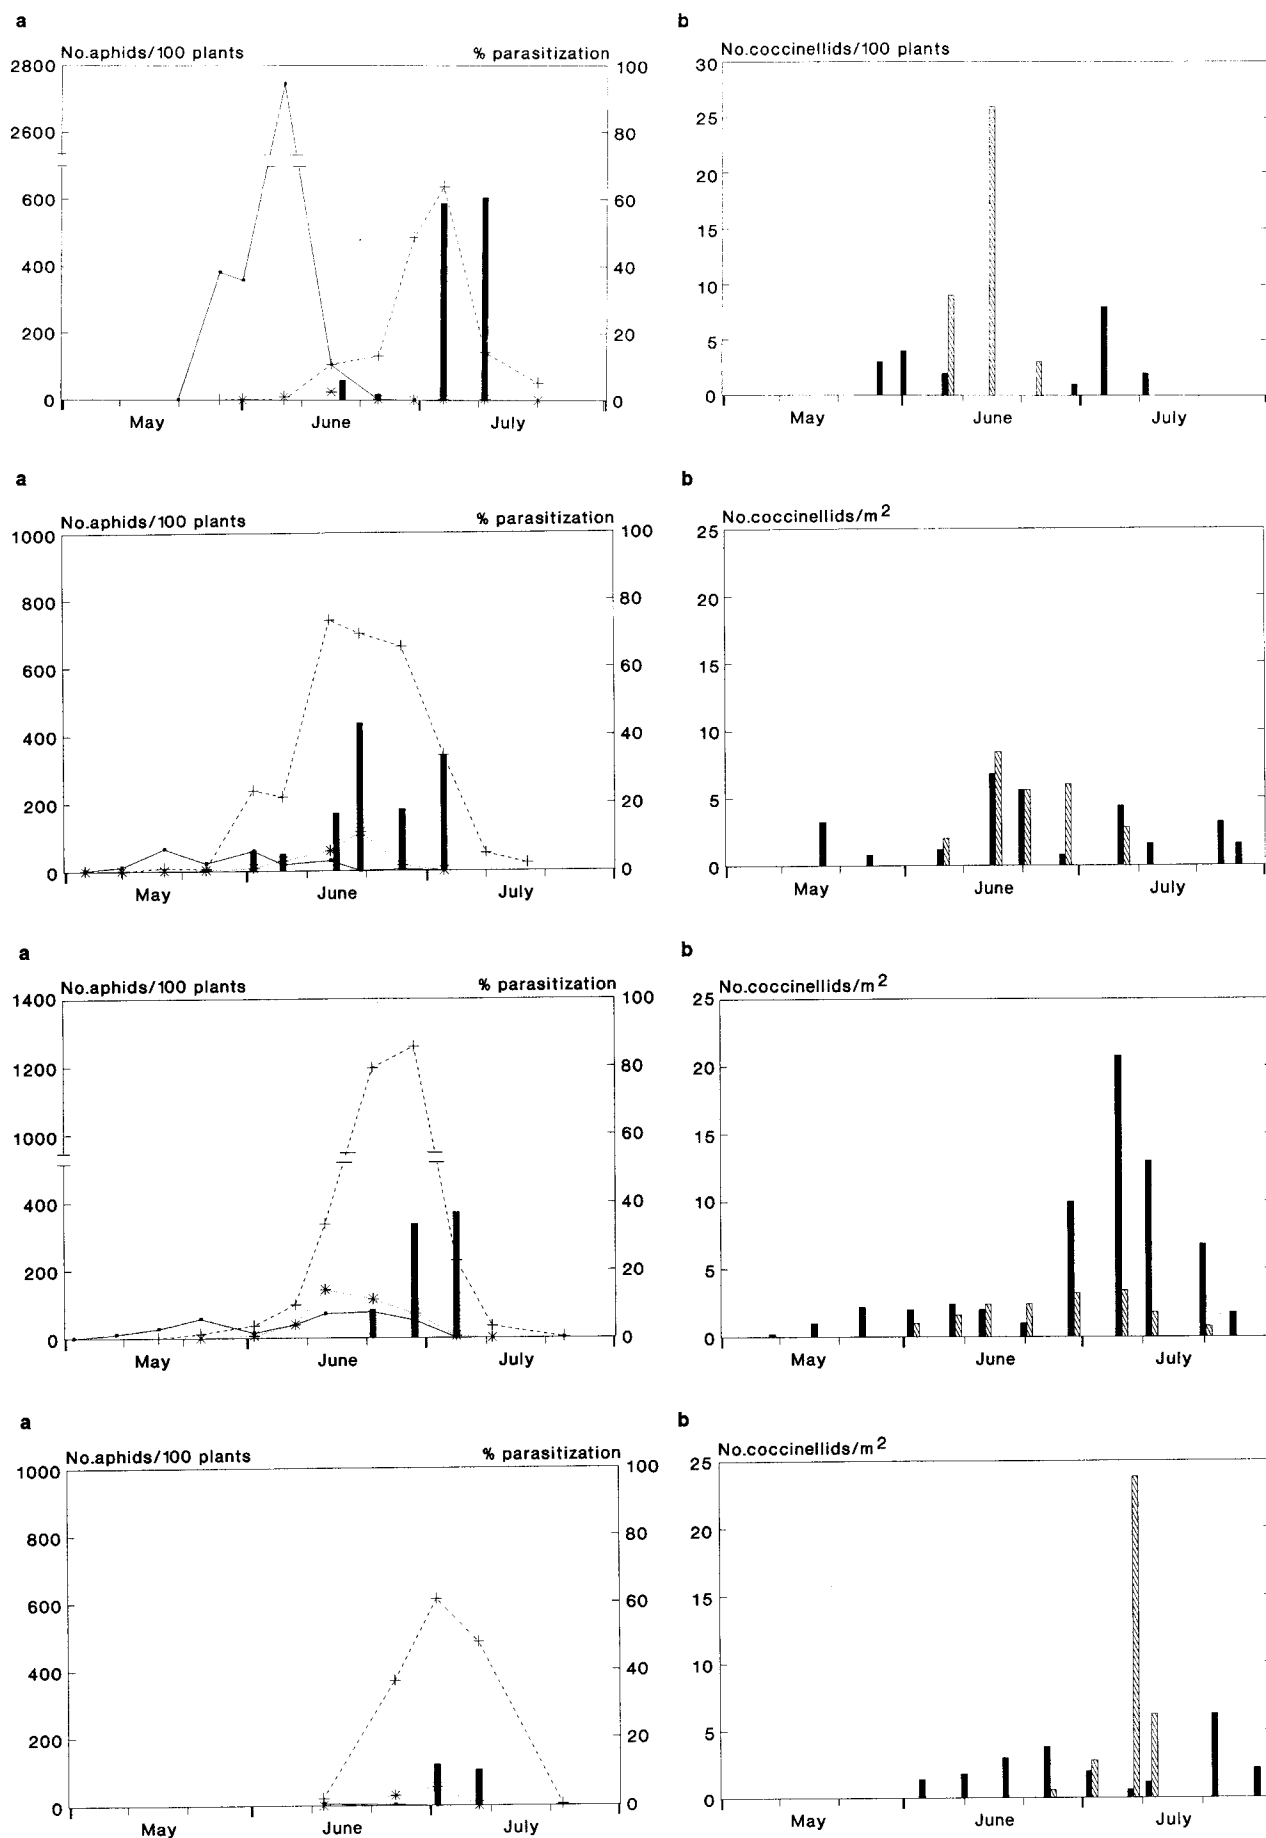 a
No.aphids/100 plants % parasitization
2800 100
2600 80
600 60
400 40
200 20
0 0
May June July
b
No.coccinellids/100 plants
30
25
20
15
10
5
0
May June July
a
No.aphids/100 plants % parasitization
1000 100
800 80
600 60
400 40
200 20
0 0
May June July
b
No.coccinellids/m2
25
20
15
10
5
0
May June July
a
No.aphids/100 plants % parasitization
1400 100
1200 80
1000 60
400 40
200 20
0 0
May June July
b
No.coccinellids/m2
25
20
15
10
5
0
May June July
a
No.aphids/100 plants % parasitization
1000 100
800 80
600 60
400 40
200 20
0 0
May June July
b
No.coccinellids/m2
25
20
15
10
5
0
May June July